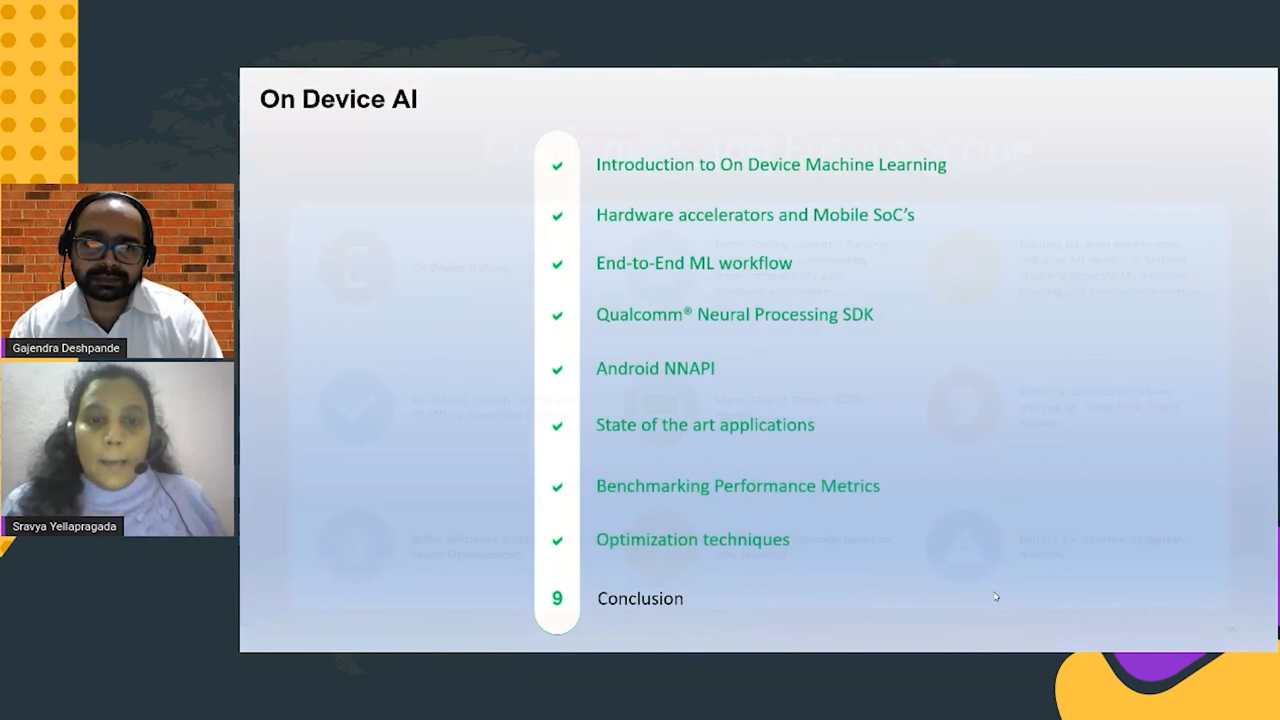 On Device AI
Introduction to On Device Machine Learning
Hardware accelerators and Mobile SoC's
End-to-End ML workflow
Qualcomm® Neural Processing SDK
Android NNAPI
State of the art applications
Benchmarking Performance Metrics
Optimization techniques
9 Conclusion
Gajendra Deshpande
Sravya Yellapragada